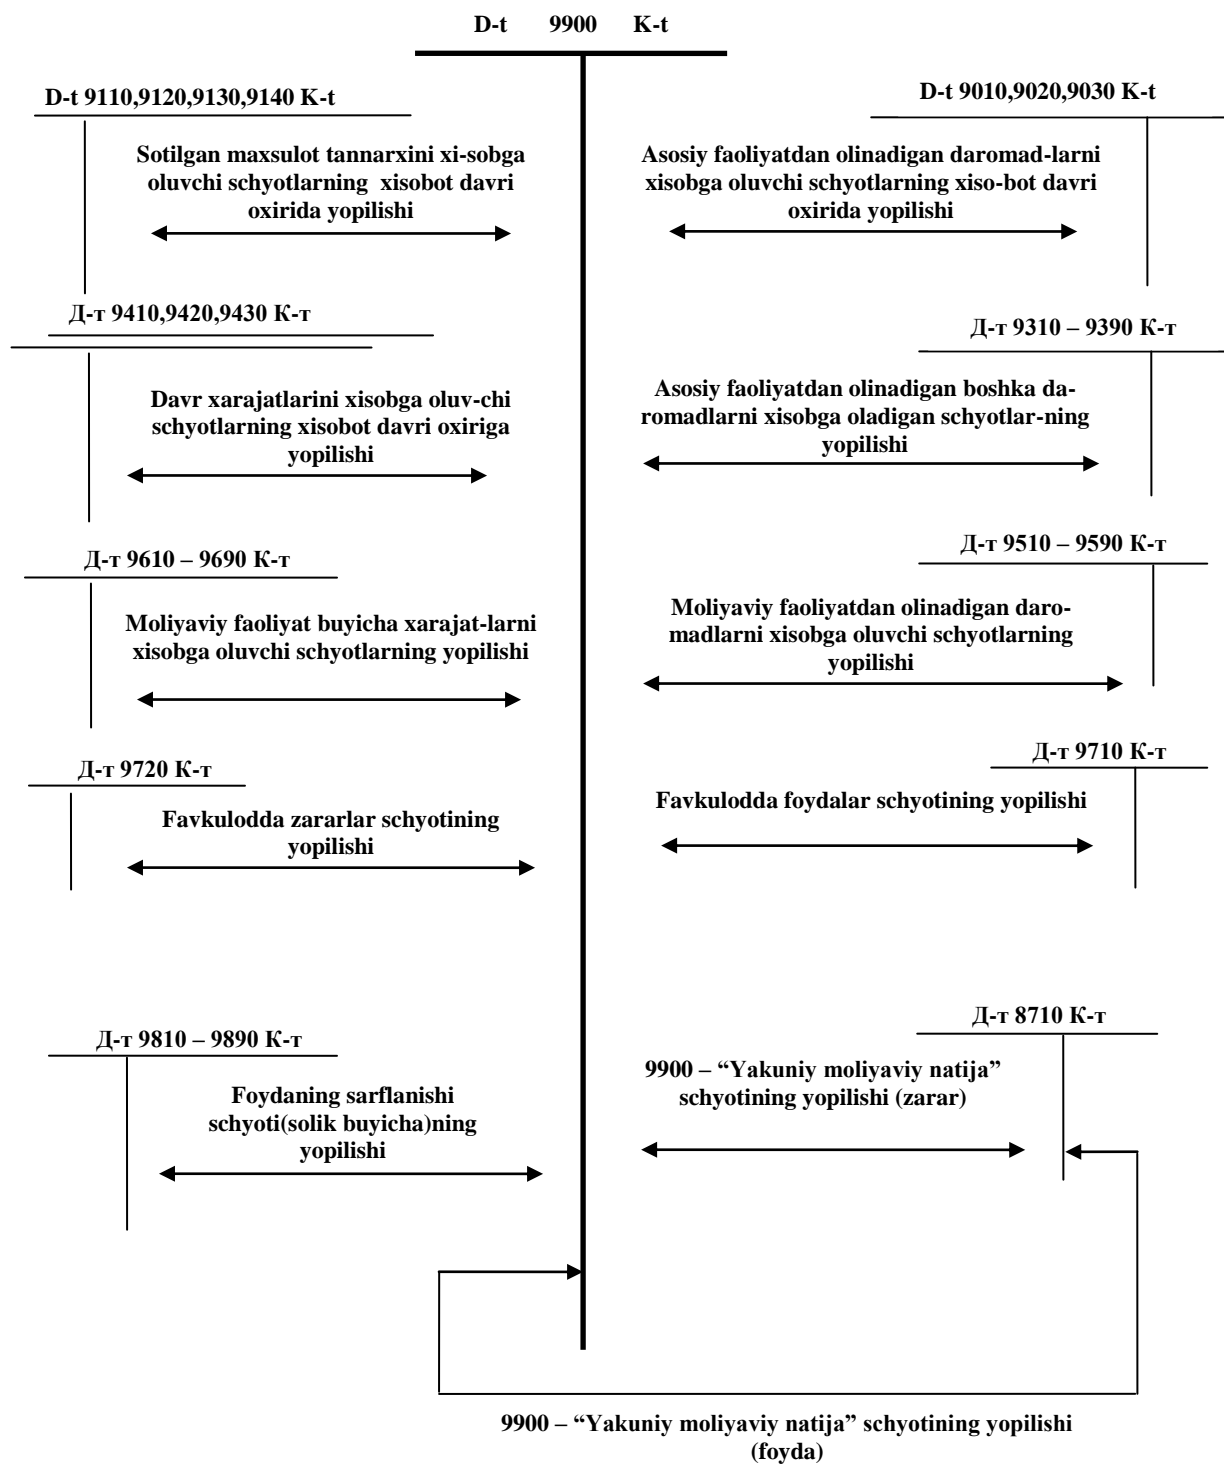 D-t 9900 K-t
D-t 9110,9120,9130,9140 K-t
Sotilgan maxsulot tannarxini xi-sobga
oluvchi schyotlarning xisobot davri
oxirida yopilishi
D-t 9010,9020,9030 K-t
Asosiy faoliyatdan olinadigan daromad-larni
xisobga oluvchi schyotlarning xiso-bot davri
oxirida yopilishi
Д-т 9410,9420,9430 К-т
Davr xarajatlarini xisobga oluv-chi
schyotlarning xisobot davri oxiriga
yopilishi
Д-т 9310 – 9390 К-т
Asosiy faoliyatdan olinadigan boshka da-
romadlarni xisobga oladigan schyotlar-ning
yopilishi
Д-т 9610 – 9690 К-т
Moliyaviy faoliyat buyicha xarajat-larni
xisobga oluvchi schyotlarning yopilishi
Д-т 9510 – 9590 К-т
Moliyaviy faoliyatdan olinadigan daro-
madlarni xisobga oluvchi schyotlarning
yopilishi
Д-т 9720 К-т
Favkulodda zararlar schyotining
yopilishi
Д-т 9710 К-т
Favkulodda foydalar schyotining yopilishi
Д-т 9810 – 9890 К-т
Foydaning sarflanishi
schyoti(solik buyicha)ning
yopilishi
Д-т 8710 К-т
9900 – “Yakuniy moliyaviy natija”
schyotining yopilishi (zarar)
9900 – “Yakuniy moliyaviy natija” schyotining yopilishi
(foyda)